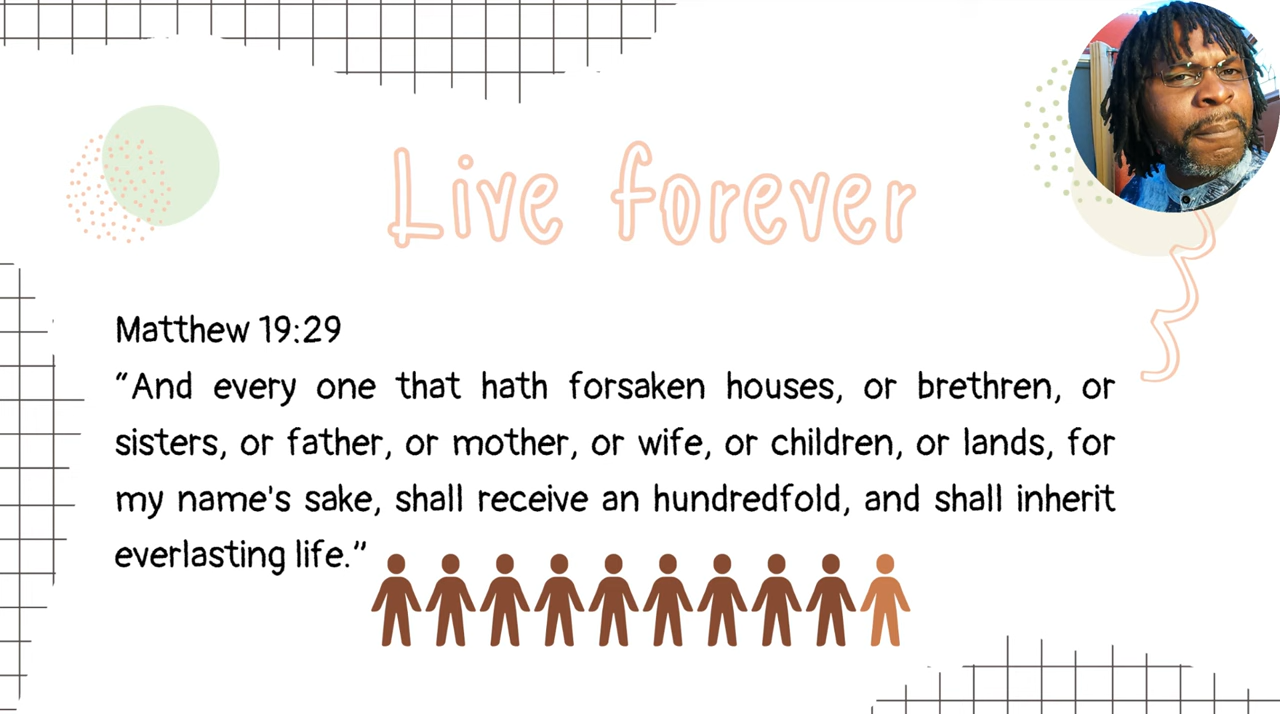 Live forever
Matthew 19:29
“And every one that hath forsaken houses, or brethren, or
sisters, or father, or mother, or wife, or children, or lands, for
my name's sake, shall receive an hundredfold, and shall inherit
everlasting life.”